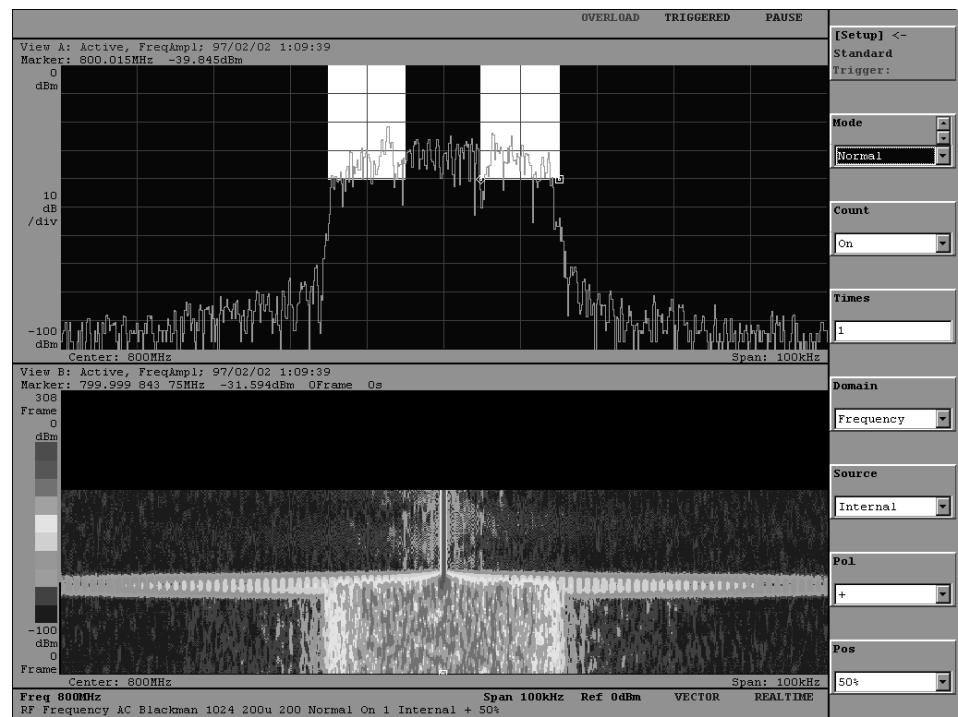 OVERLOAD TRIGGERED PAUSE
View A: Active, FreqAmpl; 97/02/02 1:09:39
Marker: 800.015MHz -39.845dBm
0
dBm
10
dB
/div
-100
dBm
Center: 800MHz Span: 100kHz
View B: Active, FreqAmpl; 97/02/02 1:09:39
Marker: 799.999 843 75MHz -31.594dBm 0Frame 0s
308
Frame
0
dBm
-100
dBm
0
Frame
Center: 800MHz Span: 100kHz
Freq 800MHz Span 100kHz Ref 0dBm VECTOR REALTIME
RF Frequency AC Blackman 1024 200u 200 Normal On 1 Internal + 50%
[Setup] <-
Standard
Trigger:
Mode
Normal
Count
On
Times
1
Domain
Frequency
Source
Internal
Pol
+
Pos
50%